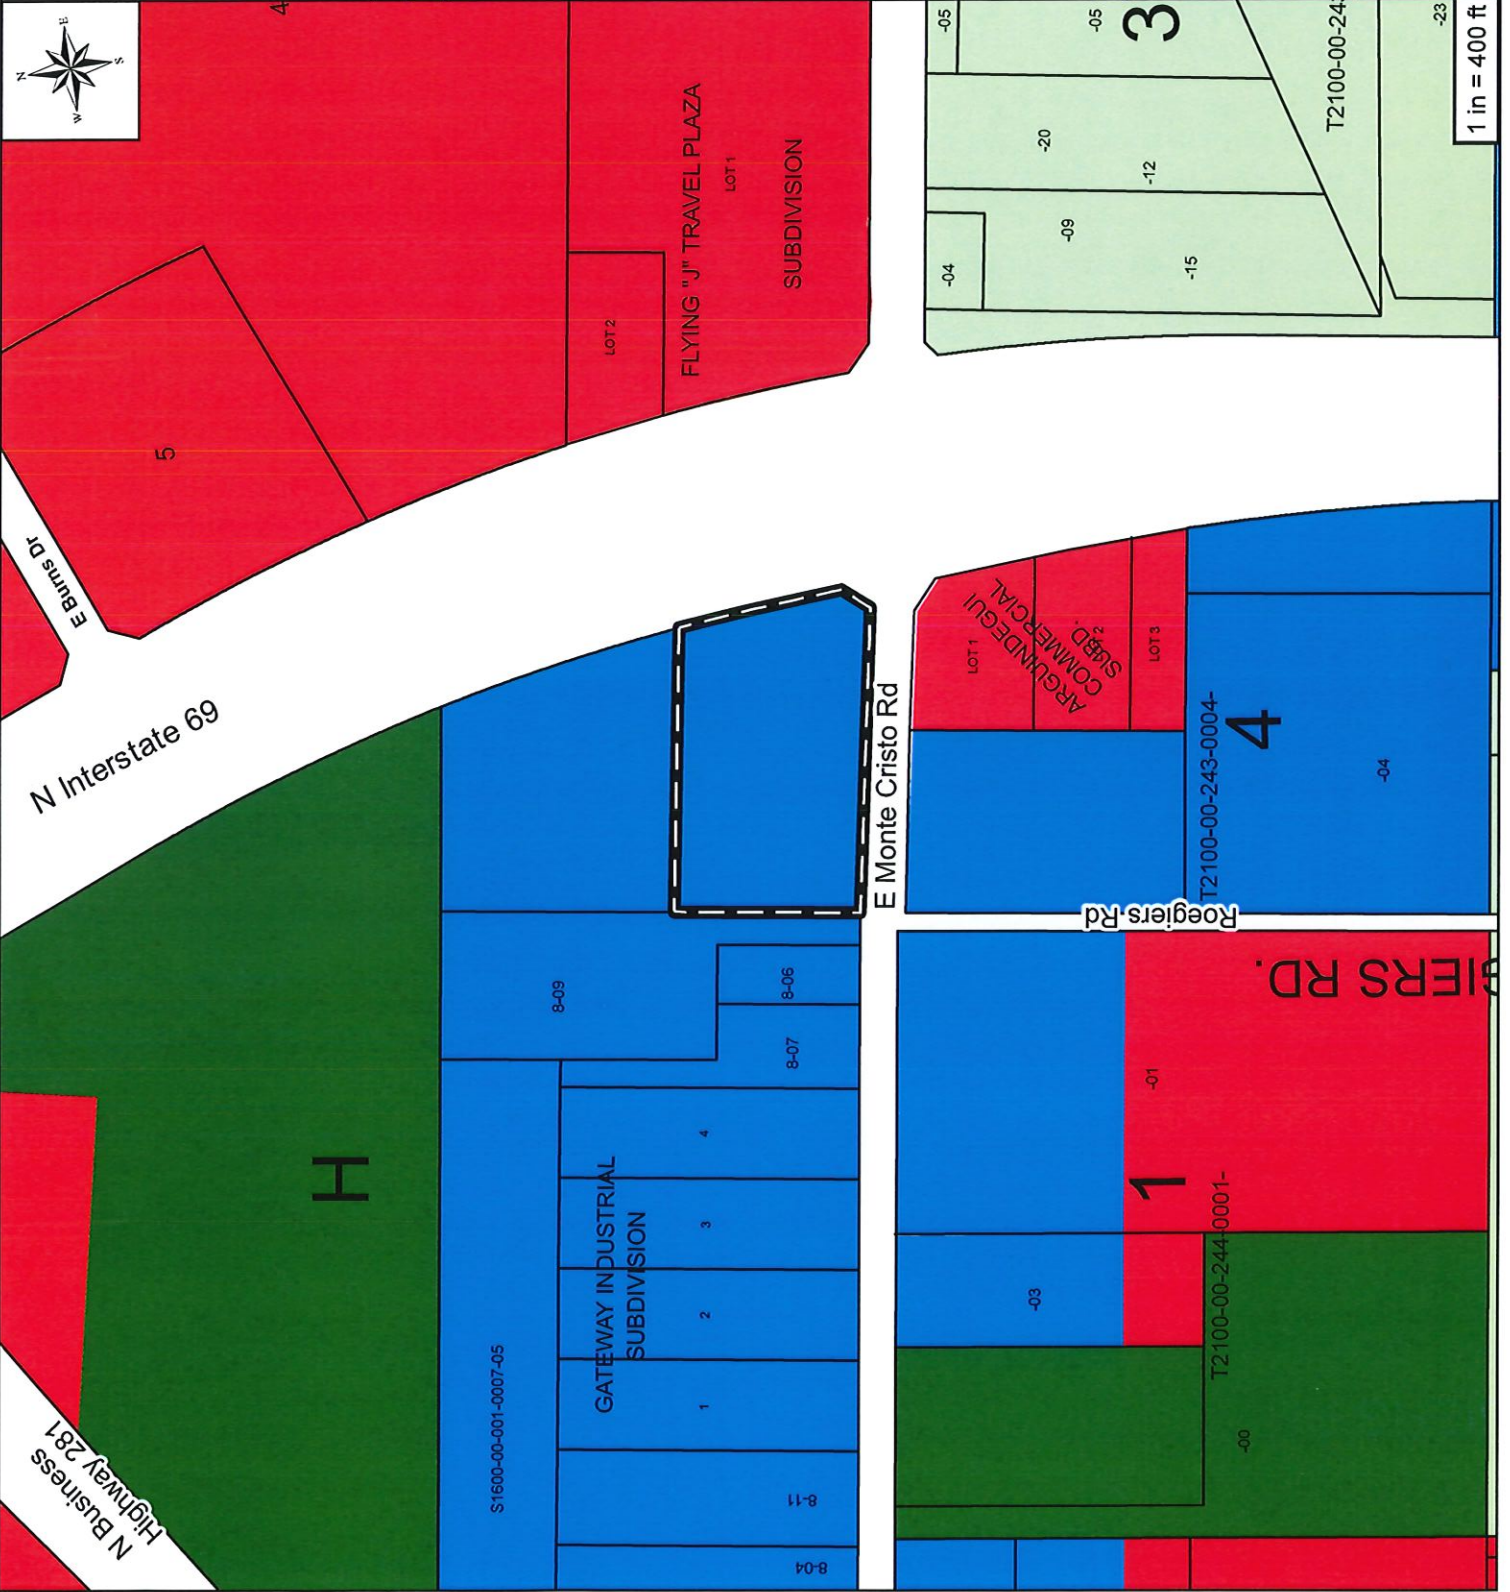 N
E
S
W
4
-05
-05
3
-23
1 in = 400 ft
T2100-00-24
FLYING "J" TRAVEL PLAZA
LOT 1
SUBDIVISION
LOT 2
-20
-12
-09
-04
-15
5
E Burns Dr
N Interstate 69
E Monte Cristo Rd
ARGUINDEGUI
COMMERCIAL
SUBD.
LOT 1
LOT 3
T2100-00-243-0004-
4
-04
Roegiers Rd
GIERS RD.
8-09
8-06
8-07
H
GATEWAY INDUSTRIAL
SUBDIVISION
4
3
2
1
S1600-00-001-0007-05
8-11
8-04
-01
1
T2100-00-244-0001-
-03
-00
N Business
Highway 281